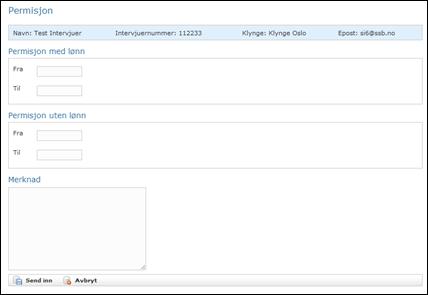 Permisjon
Navn: Test Intervjuer Intervjuernummer: 112233 Klynge: Klynge Oslo Epost: si6@ssb.no
Permisjon med lønn
Fra
Til
Permisjon uten lønn
Fra
Til
Merknad
Send inn Avbryt